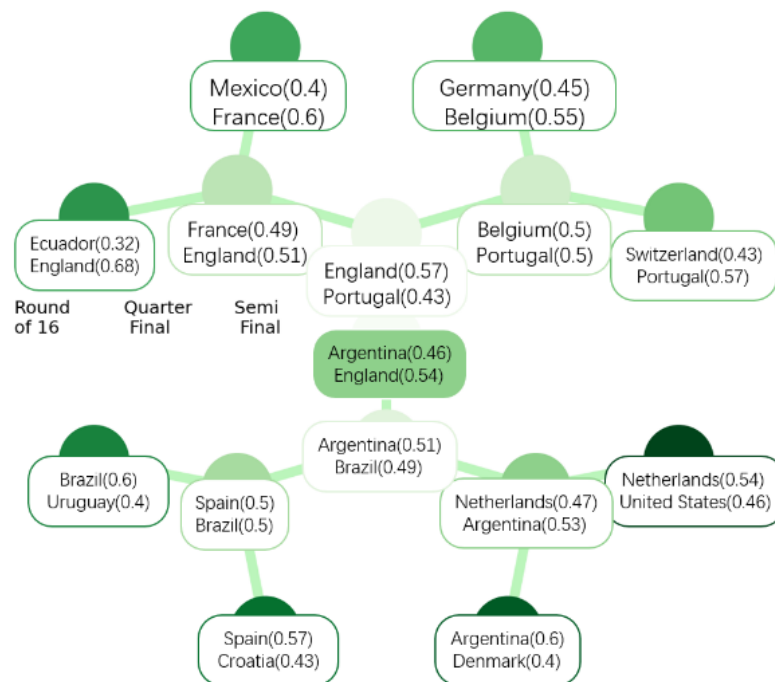 Mexico(0.4)
France(0.6)
Germany(0.45)
Belgium(0.55)
Ecuador(0.32)
England(0.68)
France(0.49)
England(0.51)
England(0.57)
Portugal(0.43)
Belgium(0.5)
Portugal(0.5)
Switzerland(0.43)
Portugal(0.57)
Round
of 16
Quarter
Final
Semi
Final
Argentina(0.46)
England(0.54)
Brazil(0.6)
Uruguay(0.4)
Spain(0.5)
Brazil(0.5)
Argentina(0.51)
Brazil(0.49)
Netherlands(0.47)
Argentina(0.53)
Netherlands(0.54)
United States(0.46)
Spain(0.57)
Croatia(0.43)
Argentina(0.6)
Denmark(0.4)